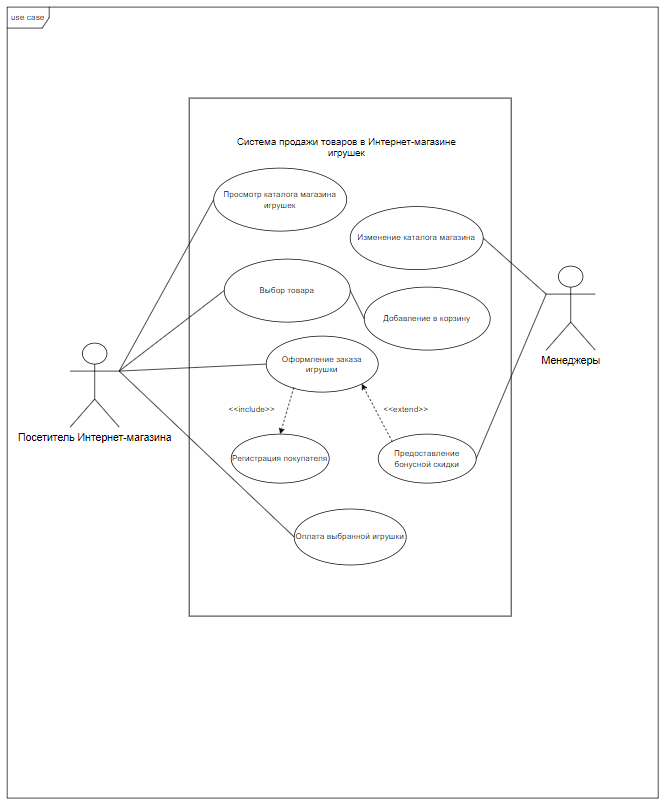 use case
Система продажи товаров в Интернет-магазине
игрушек
Просмотр каталога магазина
игрушек
Изменение каталога магазина
Выбор товара
Добавление в корзину
Оформление заказа
игрушки
Менеджеры
Посетитель Интернет-магазина
<<include>>
<<extend>>
Регистрация покупателя
Предоставление
бонусной скидки
Оплата выбранной игрушки